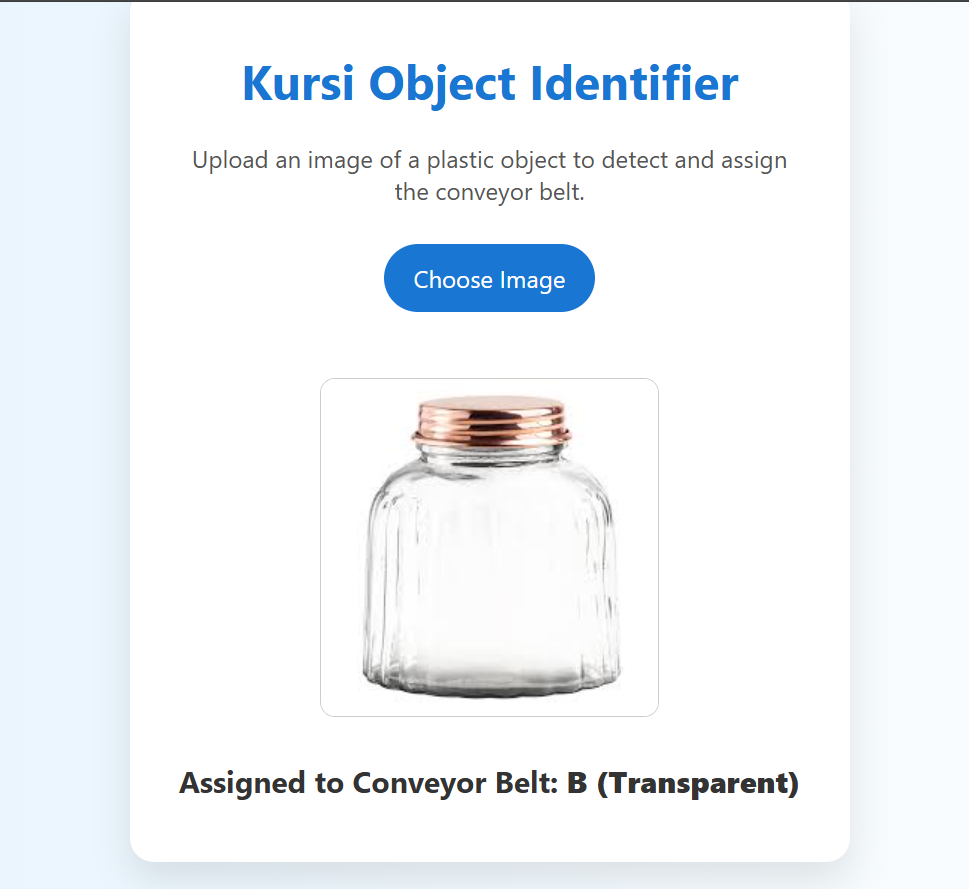 Kursi Object Identifier
Upload an image of a plastic object to detect and assign
the conveyor belt.
Choose Image
Assigned to Conveyor Belt: B (Transparent)